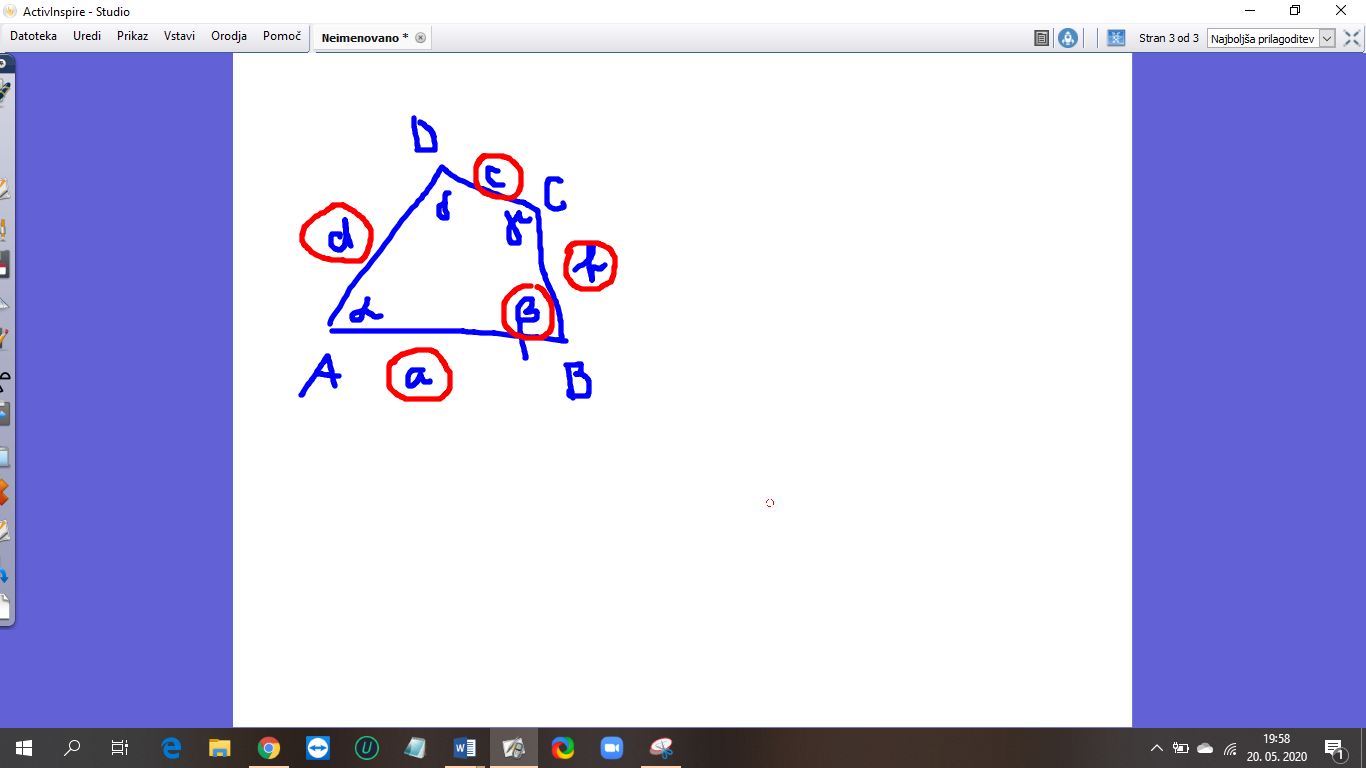 ActivInspire - Studio
Datoteka Uredi Prikaz Vstavi Orodja Pomoč Neimenovano * Stran 3 od 3 Najboljša prilagoditev
D
c
C
δ
γ
d
b
α
β
A
a
B
19:58
20. 05. 2020
1